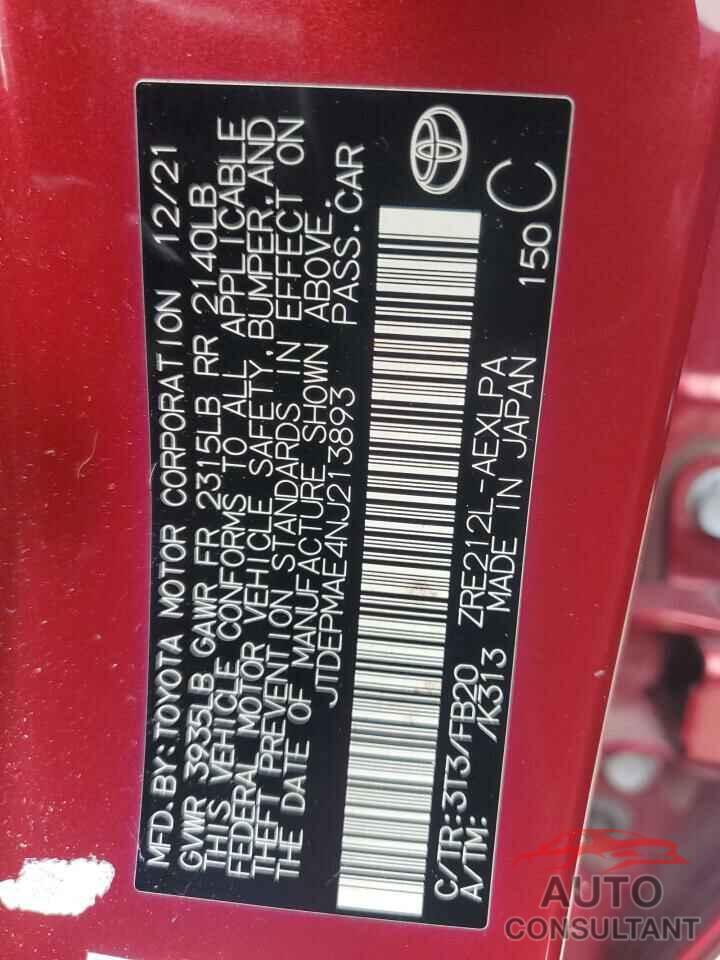 MFD.BY:TOYOTA MOTOR CORPORATION 12/21
GVWR 3935LB GAWR FR 2315LB RR 2140LB
THIS VEHICLE CONFORMS TO ALL APPLICABLE
FEDERAL MOTOR VEHICLE SAFETY,BUMPER,AND
THEFT PREVENTION STANDARDS IN EFFECT ON
THE DATE OF MANUFACTURE SHOWN ABOVE.
JTDEPMAE4NJ213893 PASS.CAR
C/TR:3T3/FB20 ZRE212L-AEXLPA
A/TM: /K313 MADE IN JAPAN
150 C
AUTO
CONSULTANT